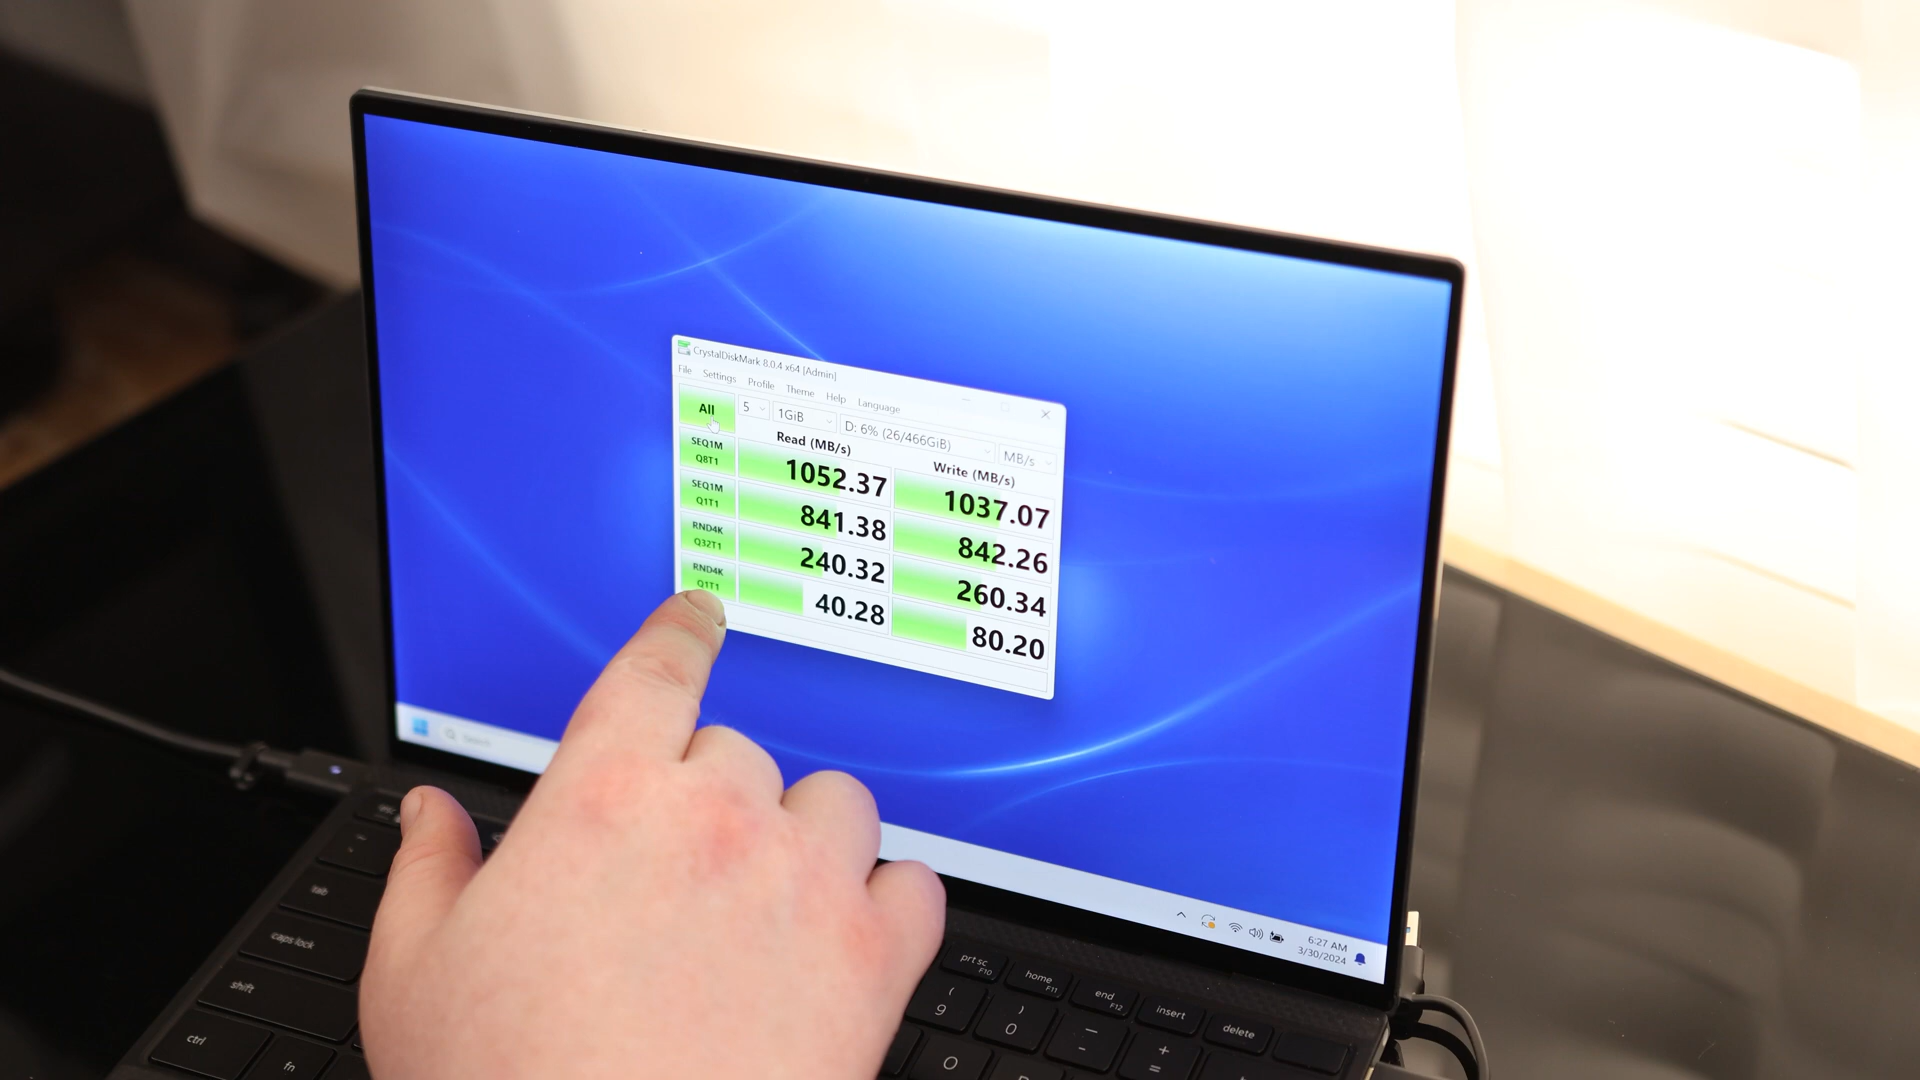 CrystalDiskMark 8.0.4 x64 [Admin]
File Settings Profile Theme Help Language
All 5 1GiB D: 6% (26/466GiB) MB/s
Read (MB/s) Write (MB/s)
SEQ1M
Q8T1
1052.37 1037.07
SEQ1M
Q1T1
841.38 842.26
RND4K
Q32T1
240.32 260.34
RND4K
Q1T1
40.28 80.20
Search
6:27 AM
3/30/2024
prt sc
F10
home
F11
end
F12
insert
delete
tab
caps lock
shift
ctrl
fn
(
9
)
0
-
+
=
O